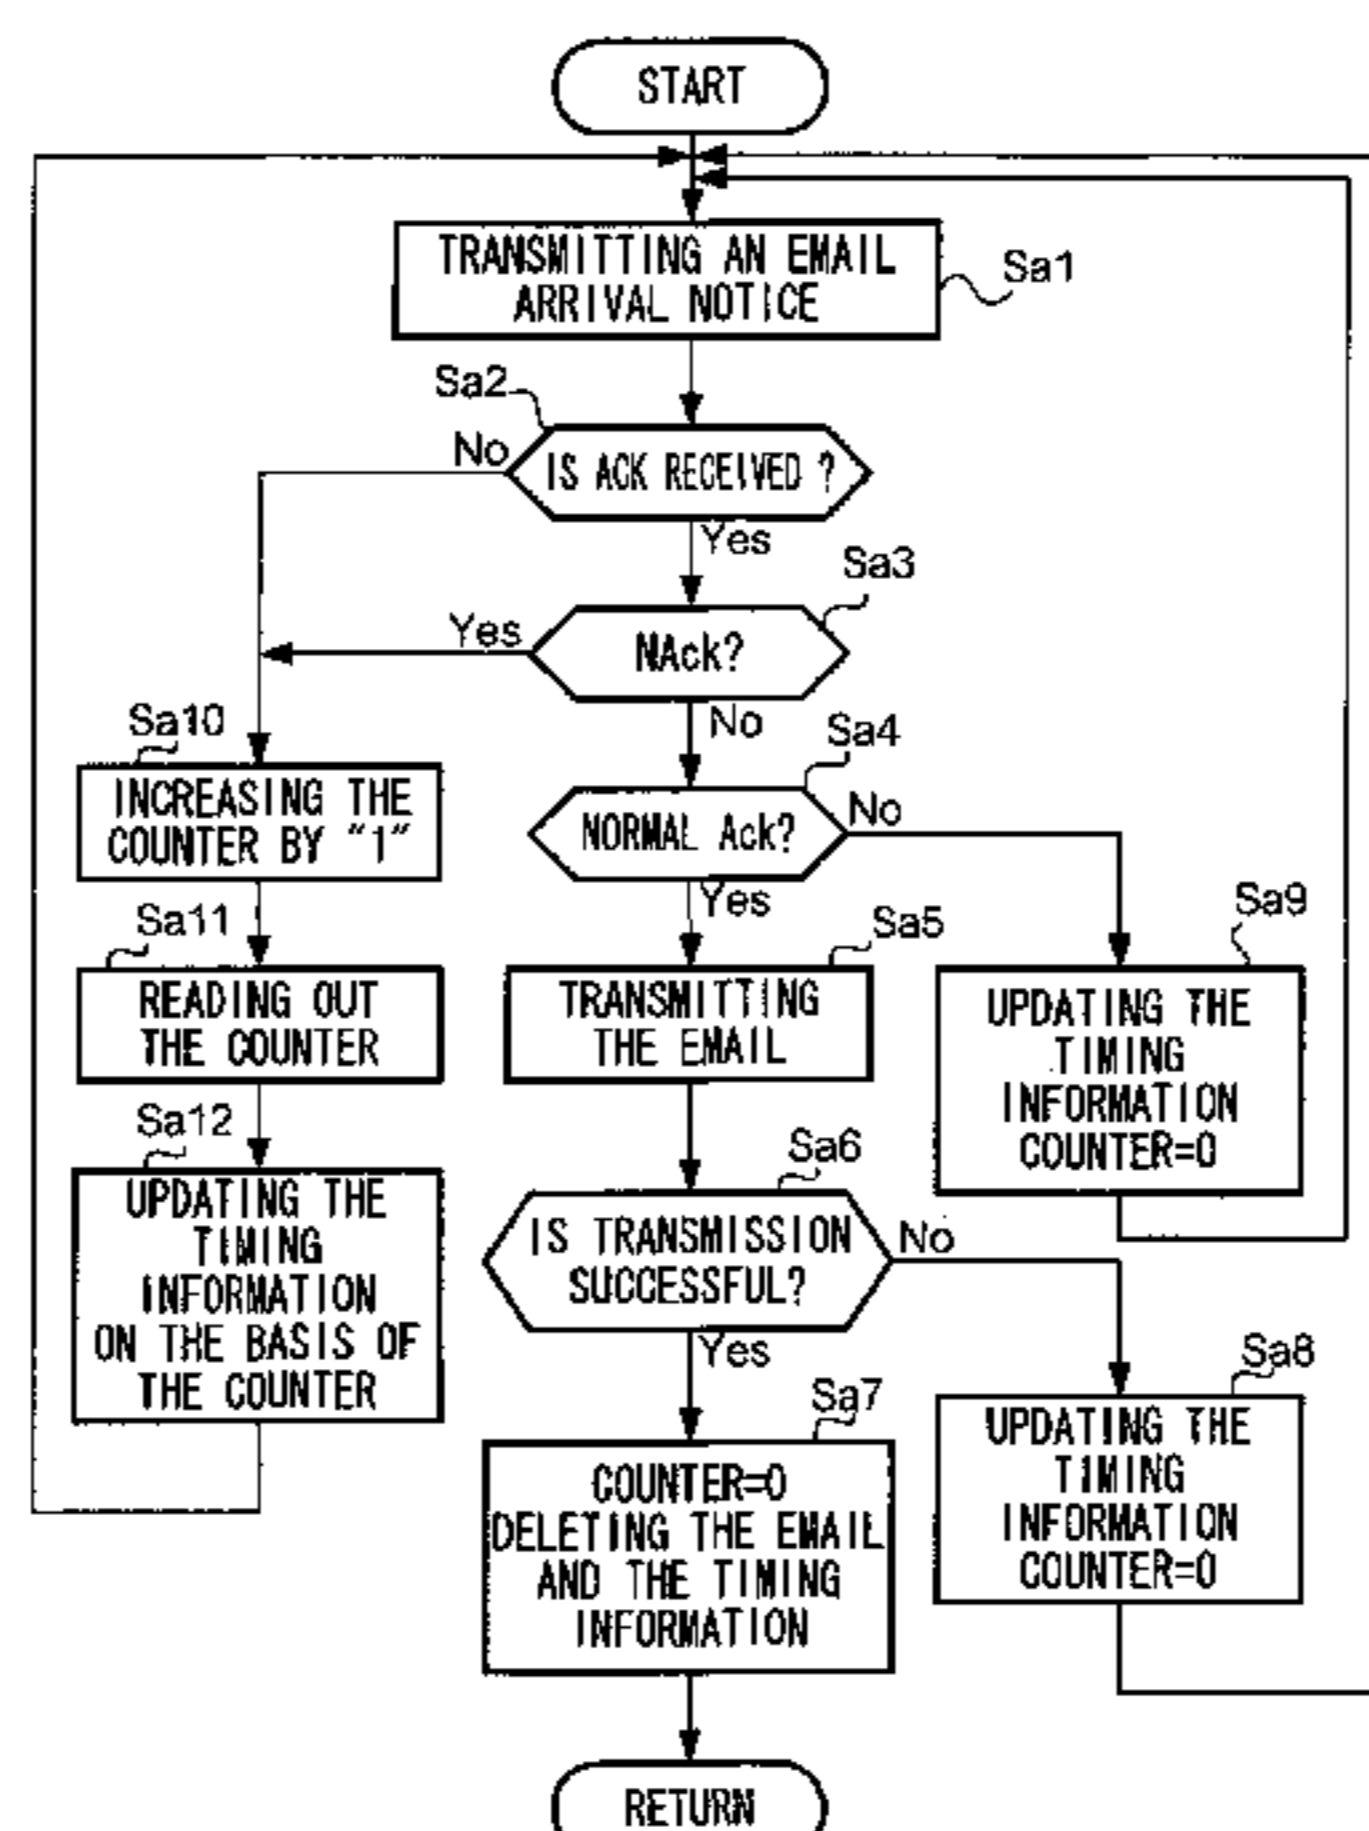 START
TRANSMITTING AN EMAIL
ARRIVAL NOTICE
Sa1
Sa2
No
IS ACK RECEIVED ?
Yes
Sa3
Yes
NAck?
No
Sa10
Sa4
INCREASING THE
COUNTER BY "1"
NORMAL Ack?
No
Yes
Sa11
Sa5
Sa9
READING OUT
THE COUNTER
TRANSMITTING
THE EMAIL
UPDATING THE
TIMING
INFORMATION
COUNTER=0
Sa12
Sa6
UPDATING THE
TIMING
INFORMATION
ON THE BASIS OF
THE COUNTER
IS TRANSMISSION
SUCCESSFUL?
No
Yes
Sa8
Sa7
UPDATING THE
TIMING
INFORMATION
COUNTER=0
COUNTER=0
DELETING THE EMAIL
AND THE TIMING
INFORMATION
RETURN